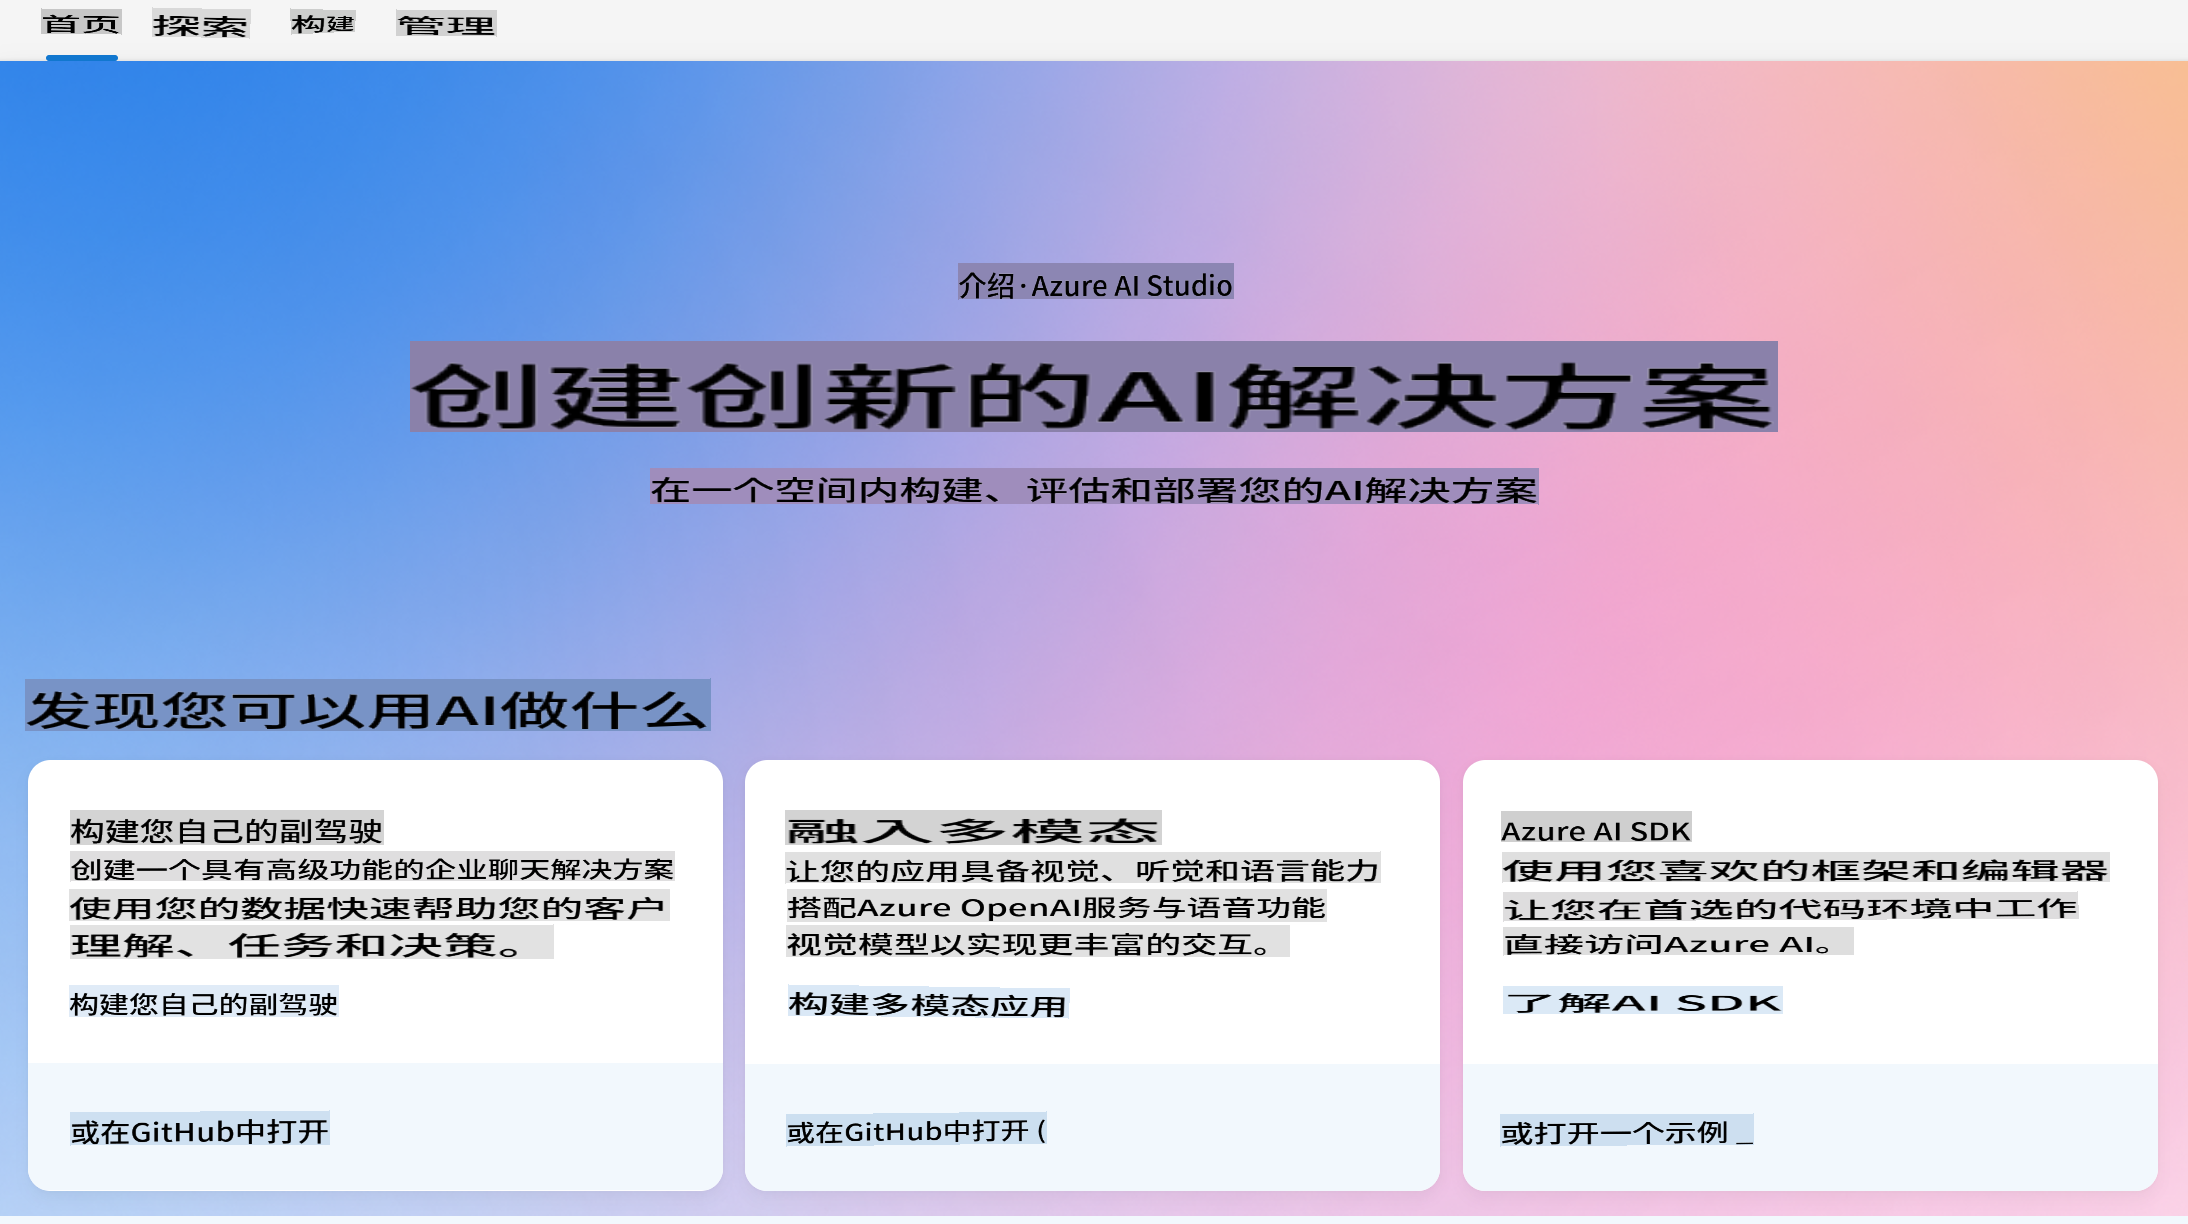 首页 探索 构建 管理
介绍·Azure AI Studio
创建创新的AI解决方案
在一个空间内构建、评估和部署您的AI解决方案
发现您可以用AI做什么
构建您自己的副驾驶
创建一个具有高级功能的企业聊天解决方案
使用您的数据快速帮助您的客户
理解、任务和决策。
构建您自己的副驾驶
或在GitHub中打开
融入多模态
让您的应用具备视觉、听觉和语言能力
搭配Azure OpenAI服务与语音功能
视觉模型以实现更丰富的交互。
构建多模态应用
或在GitHub中打开 (
Azure AI SDK
使用您喜欢的框架和编辑器
让您在首选的代码环境中工作
直接访问Azure AI。
了解AI SDK
或打开一个示例 _